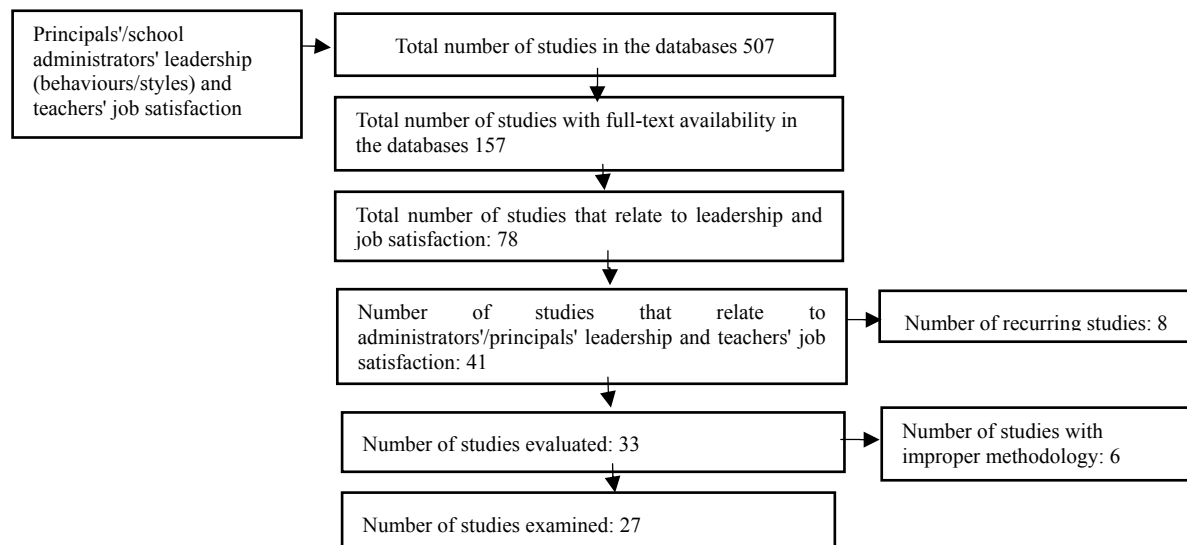 Principals'/school
administrators' leadership
(behaviours/styles) and
teachers' job satisfaction
Total number of studies in the databases 507
Total number of studies with full-text availability in
the databases 157
Total number of studies that relate to leadership and
job satisfaction: 78
Number of studies that relate to
administrators'/principals' leadership and teachers' job
satisfaction: 41
Number of recurring studies: 8
Number of studies evaluated: 33
Number of studies with
improper methodology: 6
Number of studies examined: 27